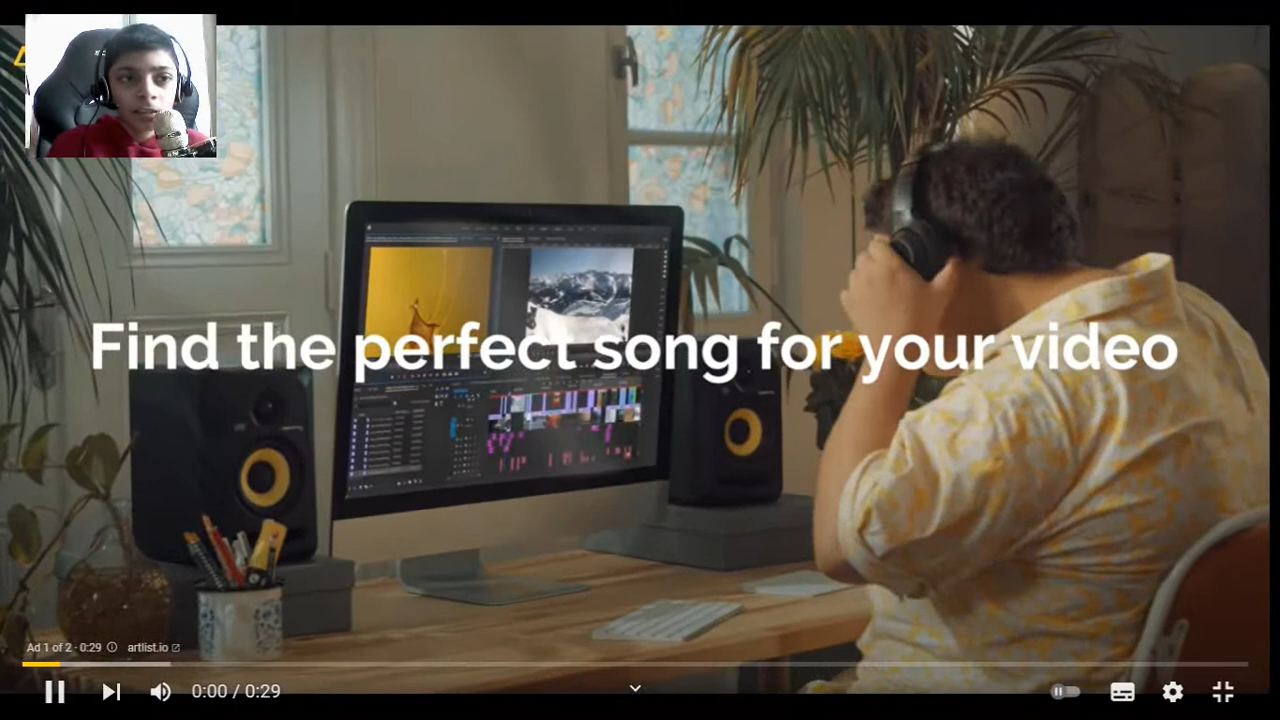 Find the perfect song for your video
Ad 1 of 2 · 0:29 artlist.io
0:00 / 0:29